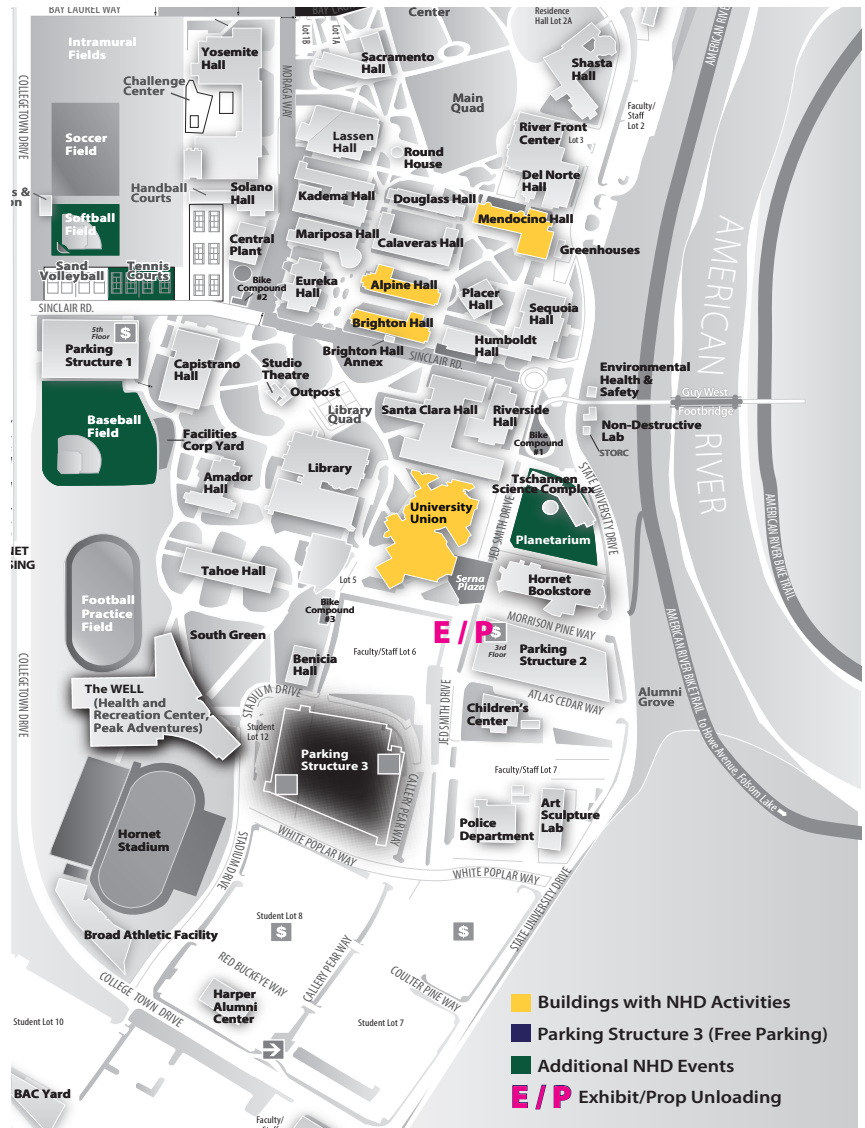 BAY LAUREL WAY
Center
Residence
Hall Lot 2A
Lot 1B
Lot 1A
AMERICAN RIVER
Intramural
Fields
Yosemite
Hall
Sacramento
Hall
Shasta
Hall
Challenge
Center
MORAGA WAY
COLLEGE TOWN DRIVE
Main
Quad
Faculty/
Staff
Lot 2
Soccer
Field
Lassen
Hall
River Front
Center
Lot 3
Round
House
Del Norte
Hall
Handball
Courts
Solano
Hall
Kadema Hall
Douglass Hall
s &
on
Softball
Field
Mendocino Hall
Central
Plant
Mariposa Hall
Calaveras Hall
Greenhouses
AMERICAN RIVER
Sand
Volleyball
Tennis
Courts
Bike
Compound
#2
Eureka
Hall
Alpine Hall
Placer
Hall
Sequoia
Hall
SINCLAIR RD.
Brighton Hall
5th
Floor
$
Parking
Structure 1
Capistrano
Hall
Studio
Theatre
Brighton Hall
Annex
SINCLAIR RD.
Humboldt
Hall
Environmental
Health &
Safety
Outpost
Guy West
Footbridge
Library
Quad
Santa Clara Hall
Riverside
Hall
Baseball
Field
Facilities
Corp Yard
Bike
Compound
#1
Non-Destructive
Lab
STORC
Library
Amador
Hall
Tschannen
Science Complex
STATE UNIVERSITY DRIVE
University
Union
JED SMITH DRIVE
Planetarium
AMERICAN RIVER BIKE TRAIL
NET
SING
Tahoe Hall
Lot 5
Serna
Plaza
Hornet
Bookstore
Football
Practice
Field
Bike
Compound
#3
MORRISON PINE WAY
South Green
E / P
$
3rd
Floor
Faculty/Staff Lot 6
Parking
Structure 2
Benicia
Hall
The WELL
(Health and
Recreation Center,
Peak Adventures)
COLLEGE TOWN DRIVE
STADIUM DRIVE
JED SMITH DRIVE
ATLAS CEDAR WAY
Alumni
Grove
AMERICAN RIVER BIKE TRAIL to Howe Avenue, Folsom Lake
Children's
Center
Student
Lot 12
Parking
Structure 3
Faculty/Staff Lot 7
CALLERY PEAR WAY
Hornet
Stadium
Art
Sculpture
Lab
Police
Department
STADIUM DRIVE
WHITE POPLAR WAY
WHITE POPLAR WAY
STATE UNIVERSITY DRIVE
Student Lot 8
$
$
Broad Athletic Facility
RED BUCKEYE WAY
CALLERY PEAR WAY
COULTER PINE WAY
COLLEGE TOWN DRIVE
Harper
Alumni
Center
Student Lot 10
Student Lot 7
Buildings with NHD Activities
Parking Structure 3 (Free Parking)
Additional NHD Events
E / P Exhibit/Prop Unloading
BAC Yard
Faculty/